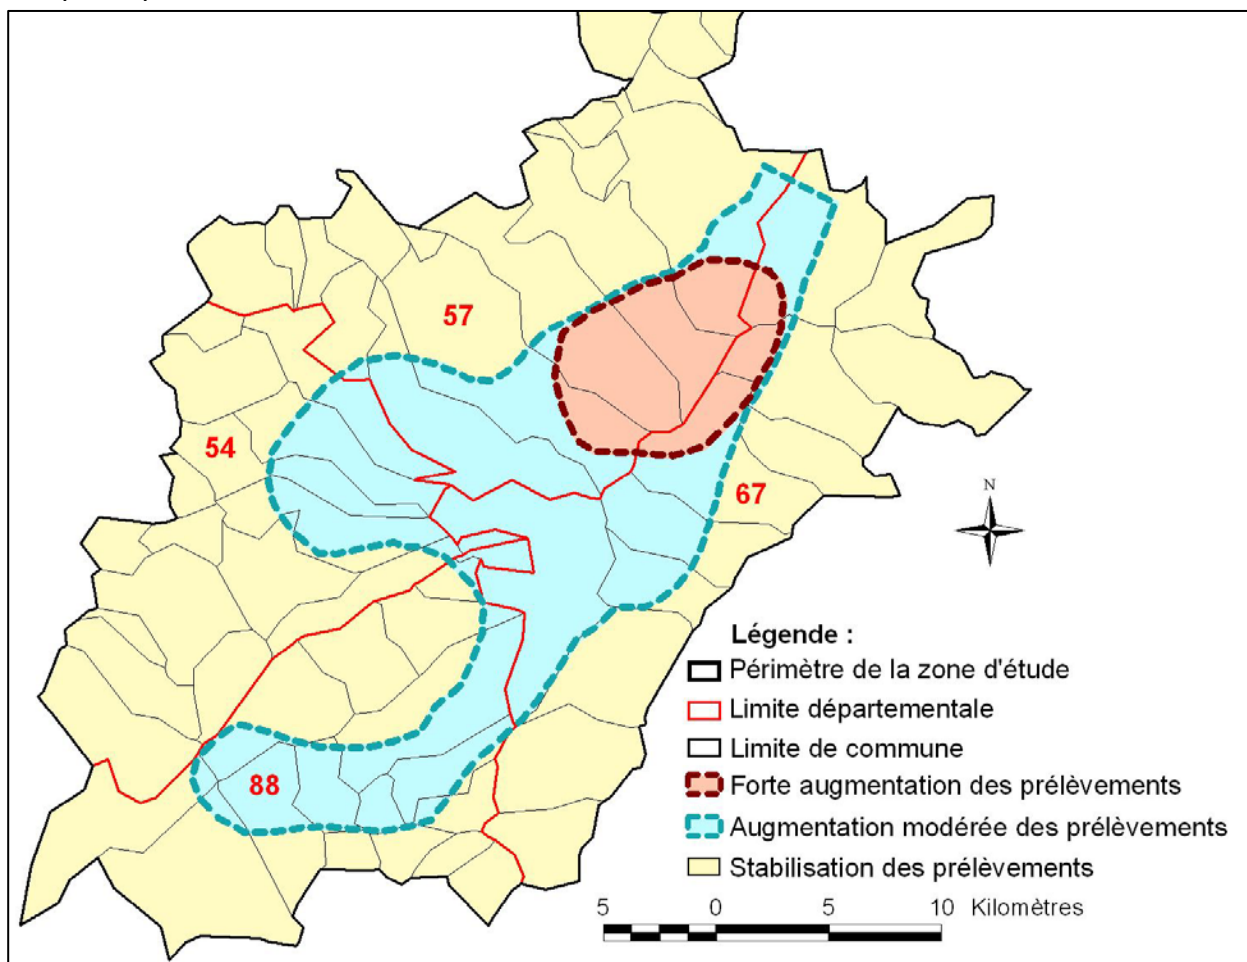 57
54
67
N
88
Légende :
Périmètre de la zone d'étude
Limite départementale
Limite de commune
Forte augmentation des prélèvements
Augmentation modérée des prélèvements
Stabilisation des prélèvements
5 0 5 10 Kilomètres